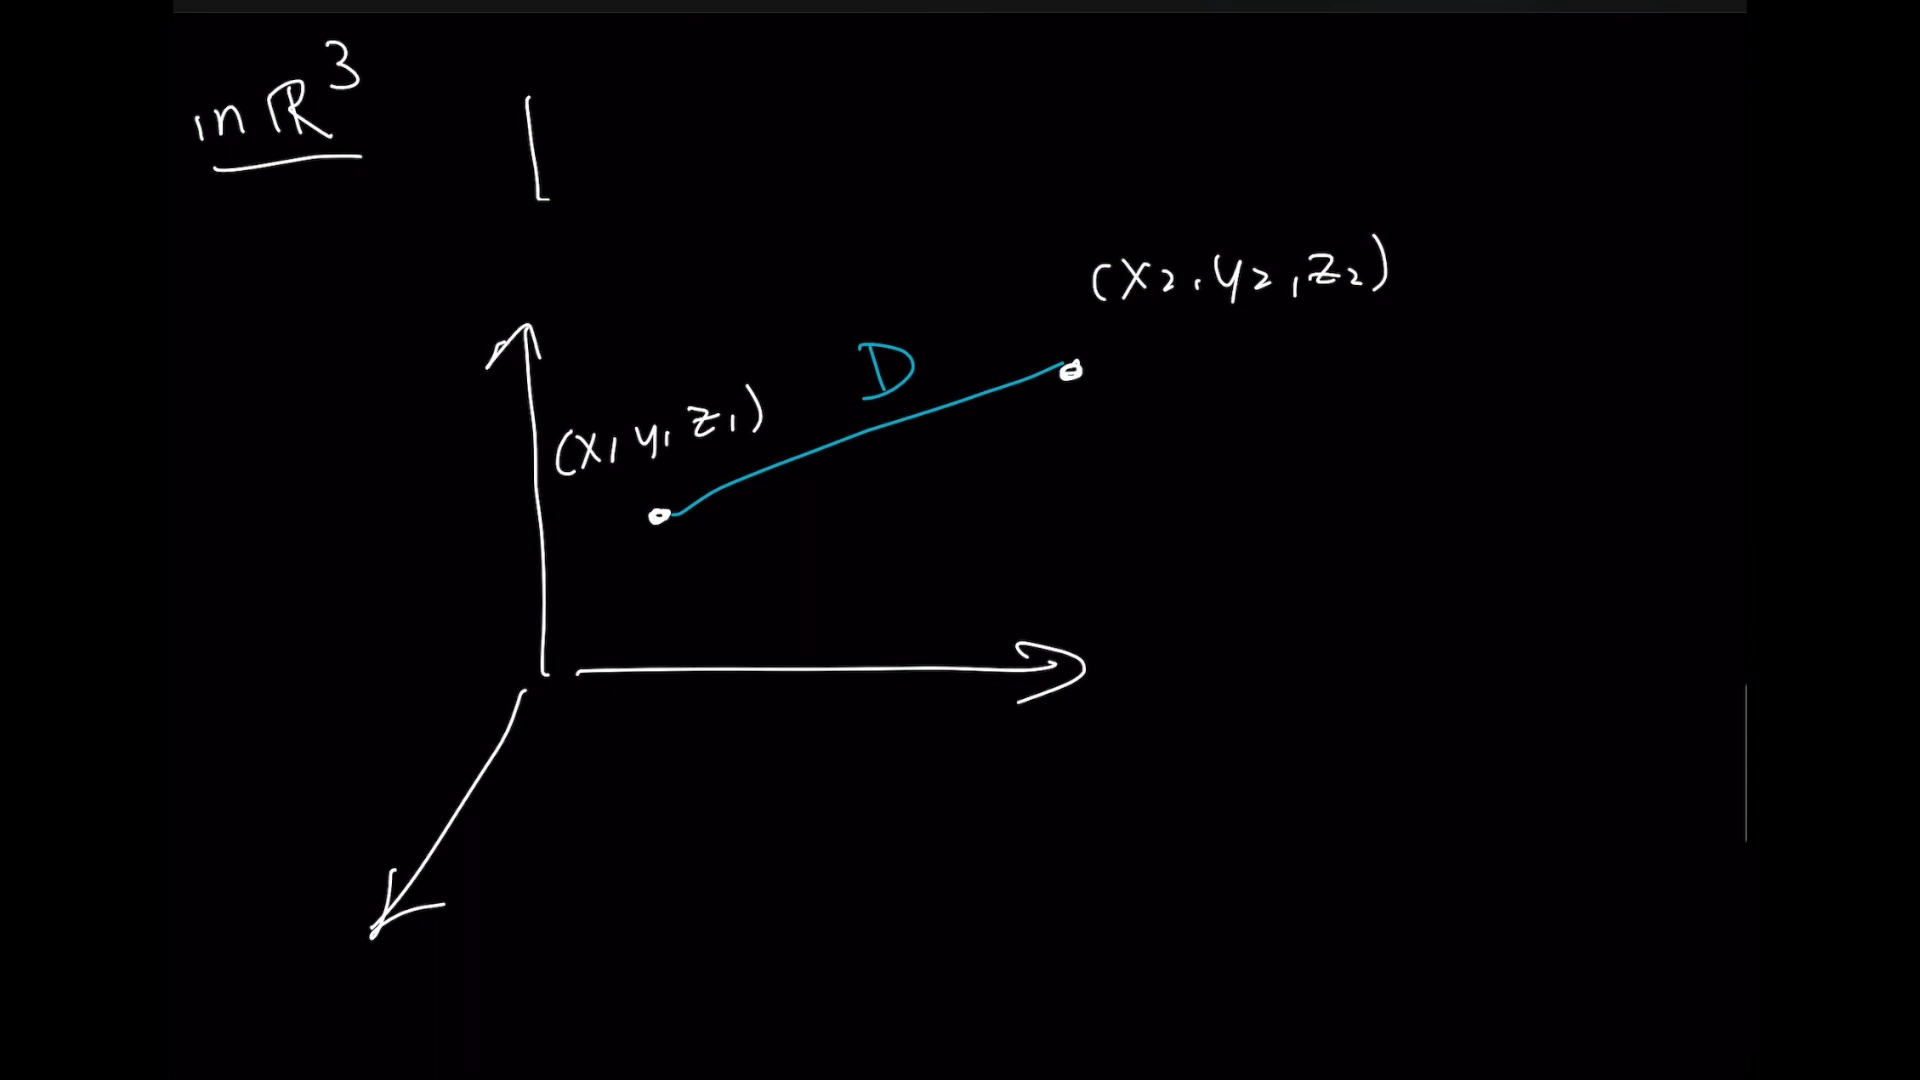 in ℝ³
(x₂, y₂, z₂)
D
(x₁ y₁ z₁)